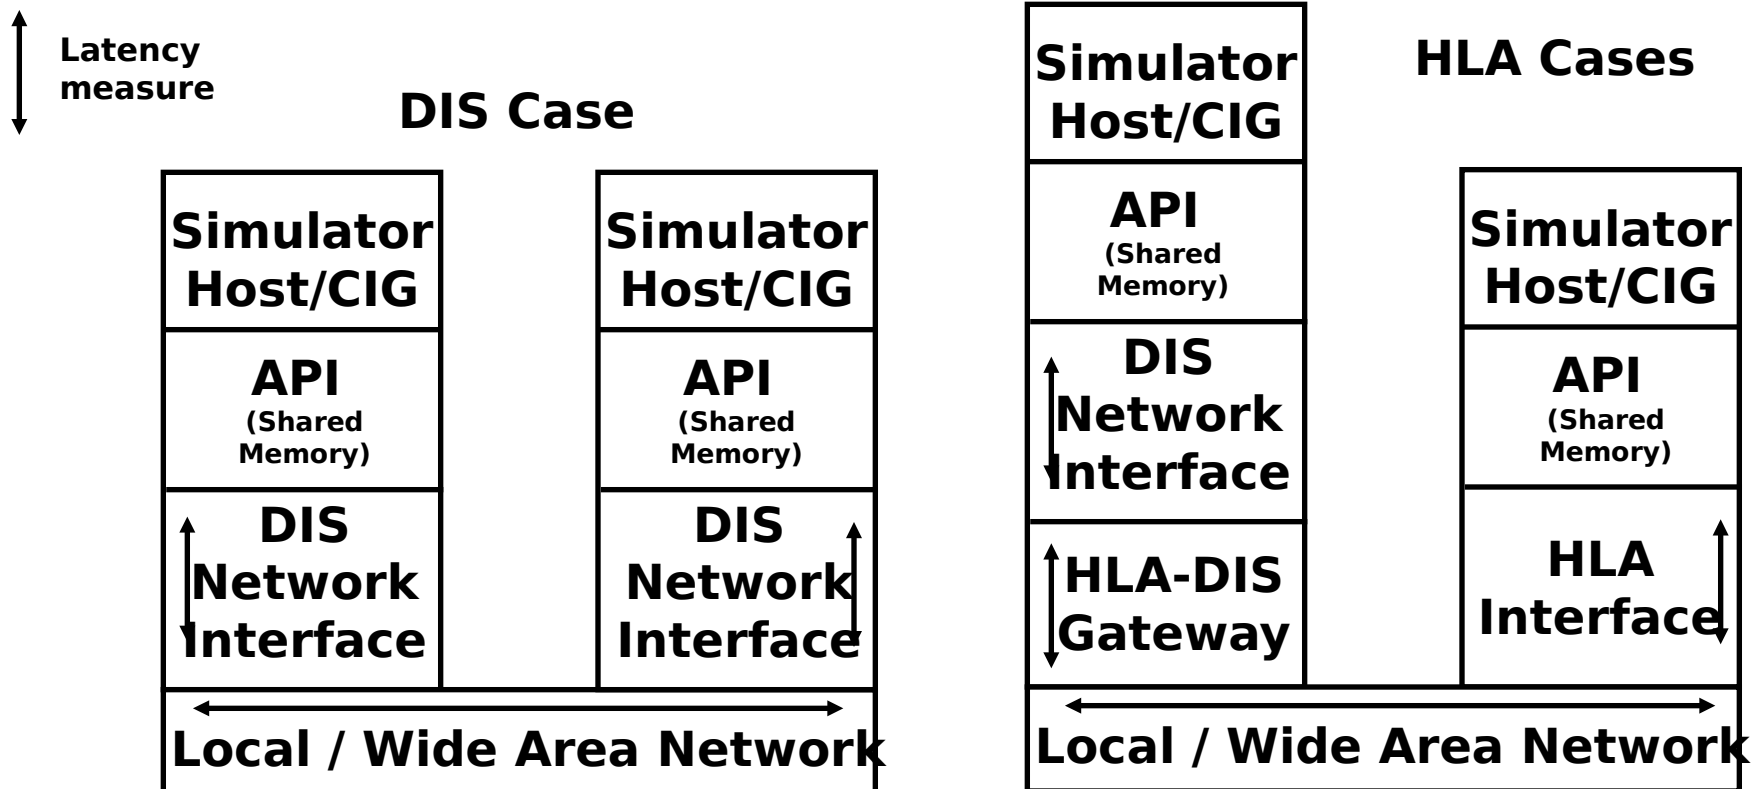 Latency
measure
DIS Case
Simulator
Host/CIG
API
(Shared
Memory)
DIS
Network
Interface
Simulator
Host/CIG
API
(Shared
Memory)
DIS
Network
Interface
Local / Wide Area Network
HLA Cases
Simulator
Host/CIG
API
(Shared
Memory)
DIS
Network
Interface
HLA-DIS
Gateway
Simulator
Host/CIG
API
(Shared
Memory)
HLA
Interface
Local / Wide Area Network